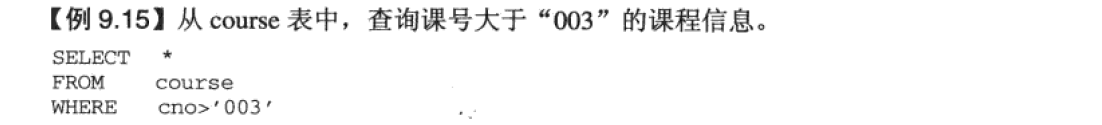 【例 9.15】从 course 表中，查询课号大于“003”的课程信息。
SELECT *
FROM course
WHERE cno>'003'